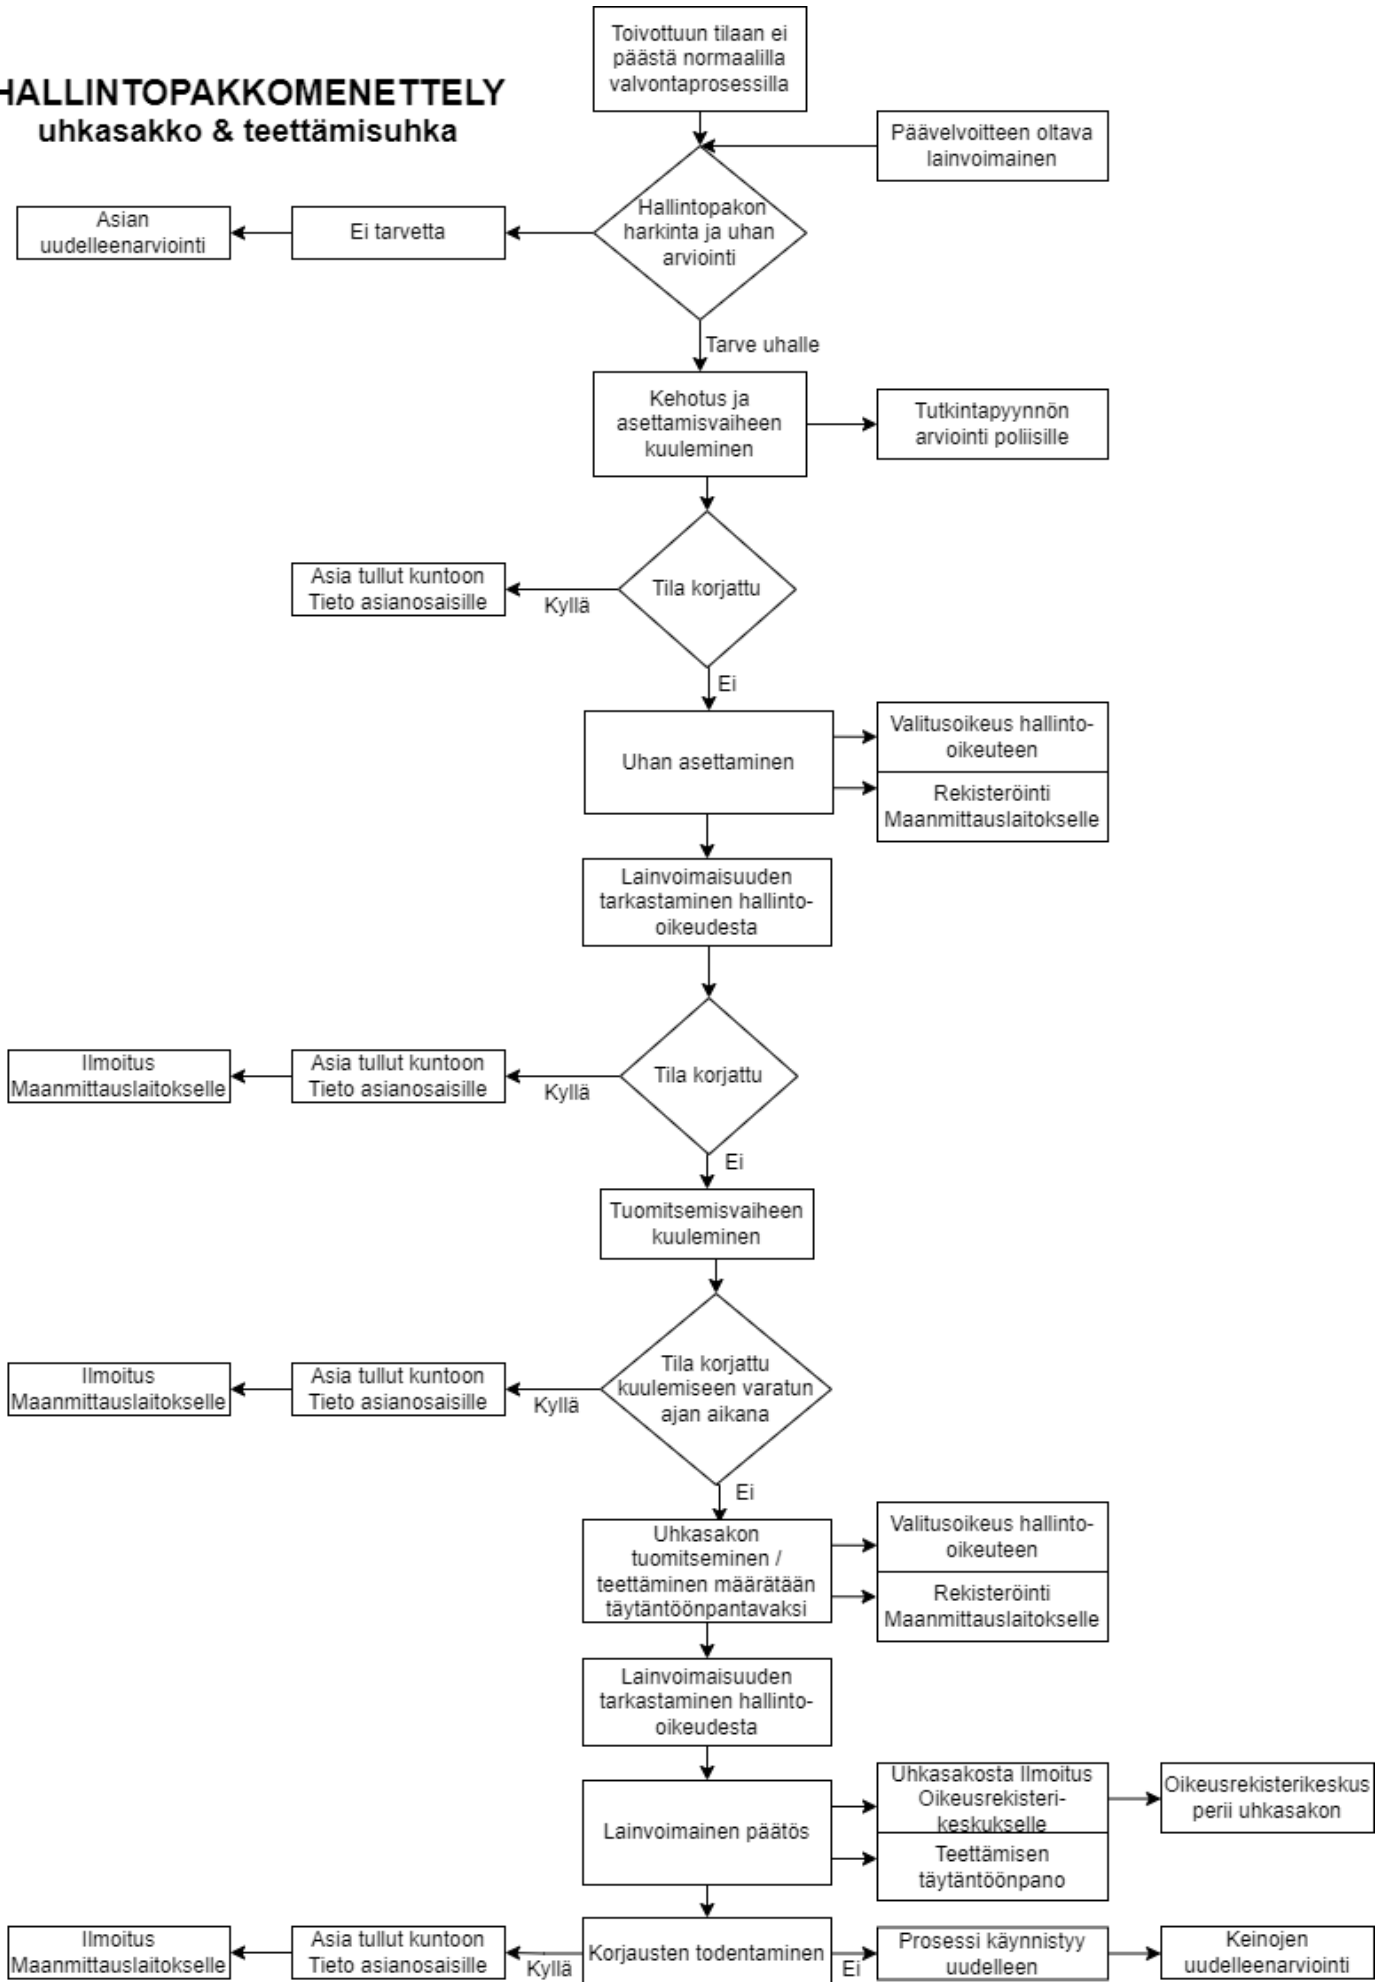 Toivottuun tilaan ei
päästä normaalilla
valvontaprosessilla
HALLINTOPAKKOMENETTELY
uhkasakko & teettämisuhka
Päävelvoitteen oltava
lainvoimainen
Asian
uudelleenarviointi
Ei tarvetta
Hallintopakon
harkinta ja uhan
arviointi
Tarve uhalle
Kehotus ja
asettamisvaiheen
kuuleminen
Tutkintapyynnön
arviointi poliisille
Asia tullut kuntoon
Tieto asianosaisille
Kyllä
Tila korjattu
Ei
Uhan asettaminen
Valitusoikeus hallinto-
oikeuteen
Rekisteröinti
Maanmittauslaitokselle
Lainvoimaisuuden
tarkastaminen hallinto-
oikeudesta
Ilmoitus
Maanmittauslaitokselle
Asia tullut kuntoon
Tieto asianosaisille
Kyllä
Tila korjattu
Ei
Tuomitsemisvaiheen
kuuleminen
Ilmoitus
Maanmittauslaitokselle
Asia tullut kuntoon
Tieto asianosaisille
Kyllä
Tila korjattu
kuulemiseen varatun
ajan aikana
Ei
Uhkasakon
tuomitseminen /
teettäminen määrätään
täytäntöönpantavaksi
Valitusoikeus hallinto-
oikeuteen
Rekisteröinti
Maanmittauslaitokselle
Lainvoimaisuuden
tarkastaminen hallinto-
oikeudesta
Lainvoimainen päätös
Uhkasakosta Ilmoitus
Oikeusrekisteri-
keskukselle
Oikeusrekisterikeskus
perii uhkasakon
Teettämisen
täytäntöönpano
Ilmoitus
Maanmittauslaitokselle
Asia tullut kuntoon
Tieto asianosaisille
Kyllä
Korjausten todentaminen
Ei
Prosessi käynnistyy
uudelleen
Keinojen
uudelleenarviointi